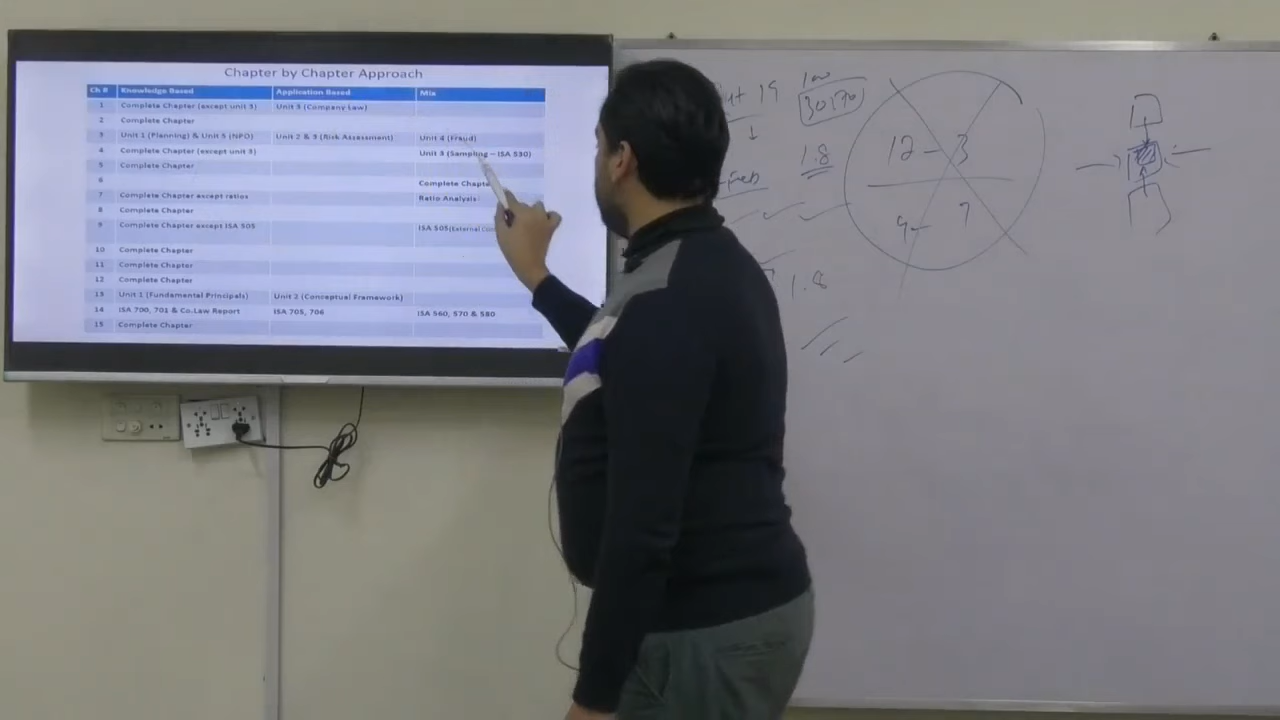 Chapter by Chapter Approach
Ch # Knowledge Based Application Based Mix
1 Complete Chapter (except unit 3) Unit 3 (Company Law)
2 Complete Chapter
3 Unit 1 (Planning) & Unit 5 (NPO) Unit 2 & 3 (Risk Assessment) Unit 4 (Fraud)
4 Complete Chapter (except unit 3) Unit 3 (Sampling – ISA 530)
5 Complete Chapter
6 Complete
7 Complete Chapter except ratios Ratio Analysis
8 Complete Chapter
9 Complete Chapter except ISA 505 ISA 505(External
10 Complete Chapter
11 Complete Chapter
12 Complete Chapter
13 Unit 1 (Fundamental Principals) Unit 2 (Conceptual Framework)
14 ISA 700, 701 & Co.Law Report ISA 705, 706 ISA 560, 570 & 580
15 Complete Chapter
19 100
30/70
1.8
12 - 3
9 - 7
1.8